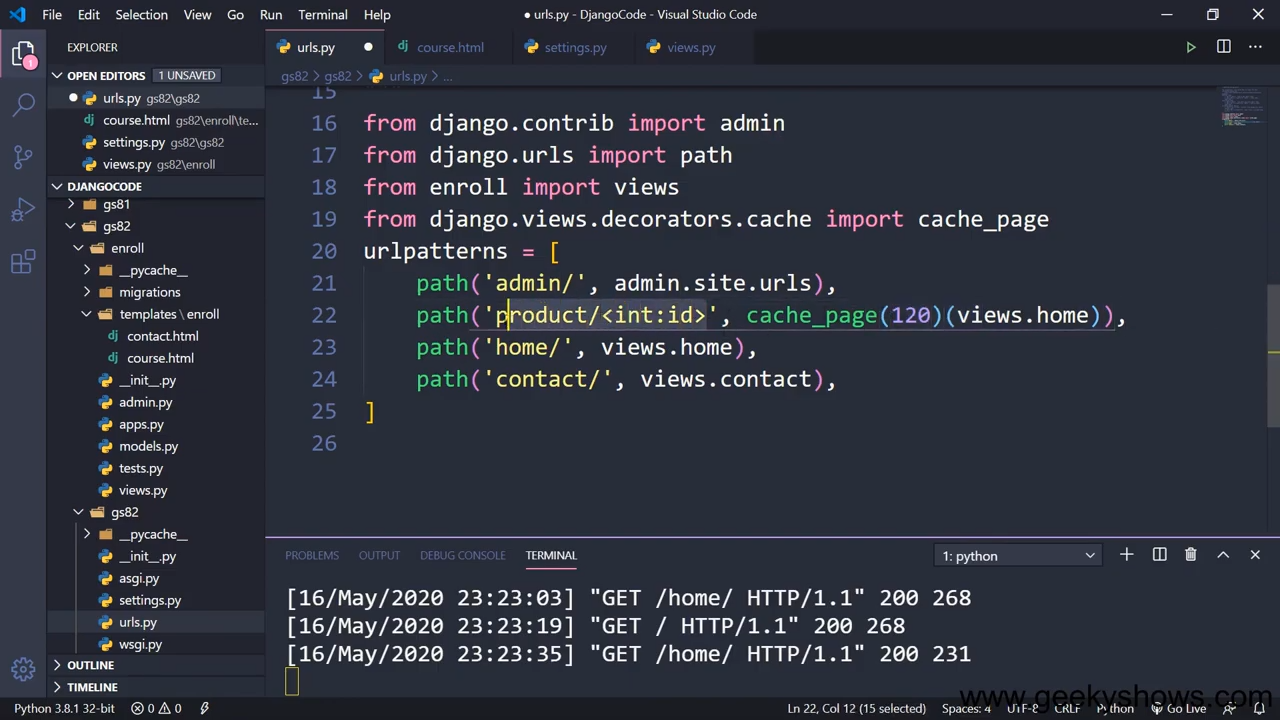 File Edit Selection View Go Run Terminal Help
● urls.py - DjangoCode - Visual Studio Code
EXPLORER
urls.py course.html settings.py views.py
OPEN EDITORS 1 UNSAVED
gs82 > gs82 > urls.py > ...
urls.py gs82\gs82
course.html gs82\enroll\te...
settings.py gs82\gs82
views.py gs82\enroll
DJANGOCODE
gs81
gs82
enroll
__pycache__
migrations
templates \ enroll
contact.html
course.html
__init__.py
admin.py
apps.py
models.py
tests.py
views.py
gs82
__pycache__
__init__.py
asgi.py
settings.py
urls.py
wsgi.py
OUTLINE
TIMELINE
1
15
16 from django.contrib import admin
17 from django.urls import path
18 from enroll import views
19 from django.views.decorators.cache import cache_page
20 urlpatterns = [
21 path('admin/', admin.site.urls),
22 path('product/<int:id>', cache_page(120)(views.home)),
23 path('home/', views.home),
24 path('contact/', views.contact),
25 ]
26
PROBLEMS OUTPUT DEBUG CONSOLE TERMINAL 1: python
[16/May/2020 23:23:03] "GET /home/ HTTP/1.1" 200 268
[16/May/2020 23:23:19] "GET / HTTP/1.1" 200 268
[16/May/2020 23:23:35] "GET /home/ HTTP/1.1" 200 231
www.geekyshows.com
Python 3.8.1 32-bit 0 0 Ln 22, Col 12 (15 selected) Spaces: 4 UTF-8 CRLF Python Go Live